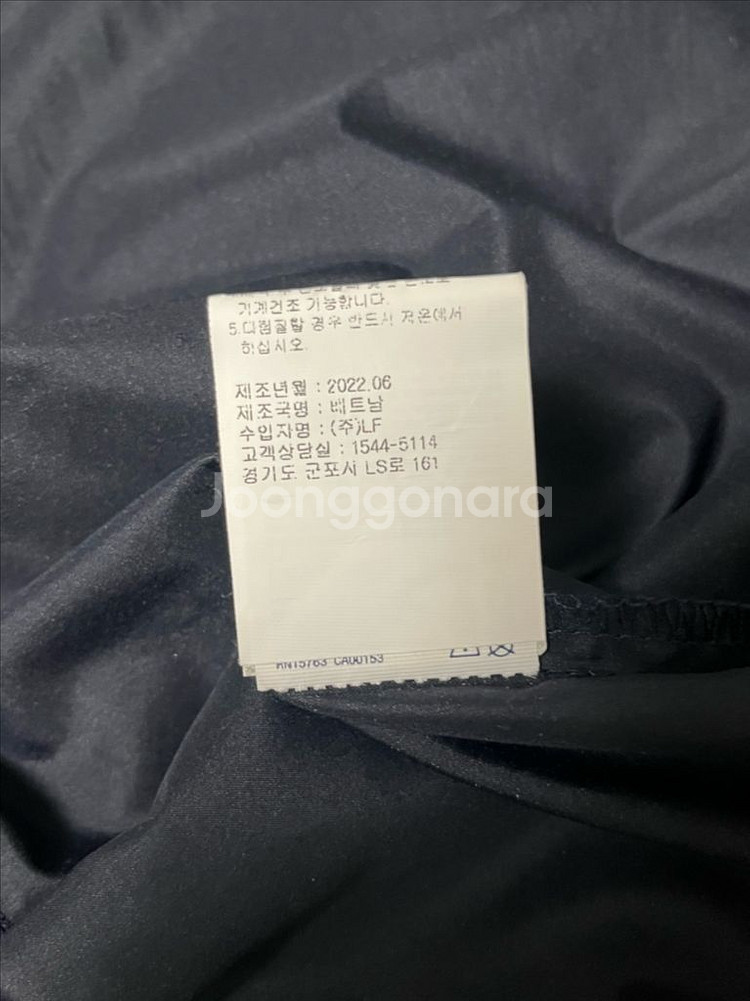 기계건조 가능합니다.
5.다림질할 경우 반드시 저온에서
하십시오.
제조년월 : 2022.06
제조국명 : 베트남
수입자명 : (주)LF
고객상담실 : 1544-5114
경기도 군포시 LS로 161
Joonggonara
RN15763 CA00153